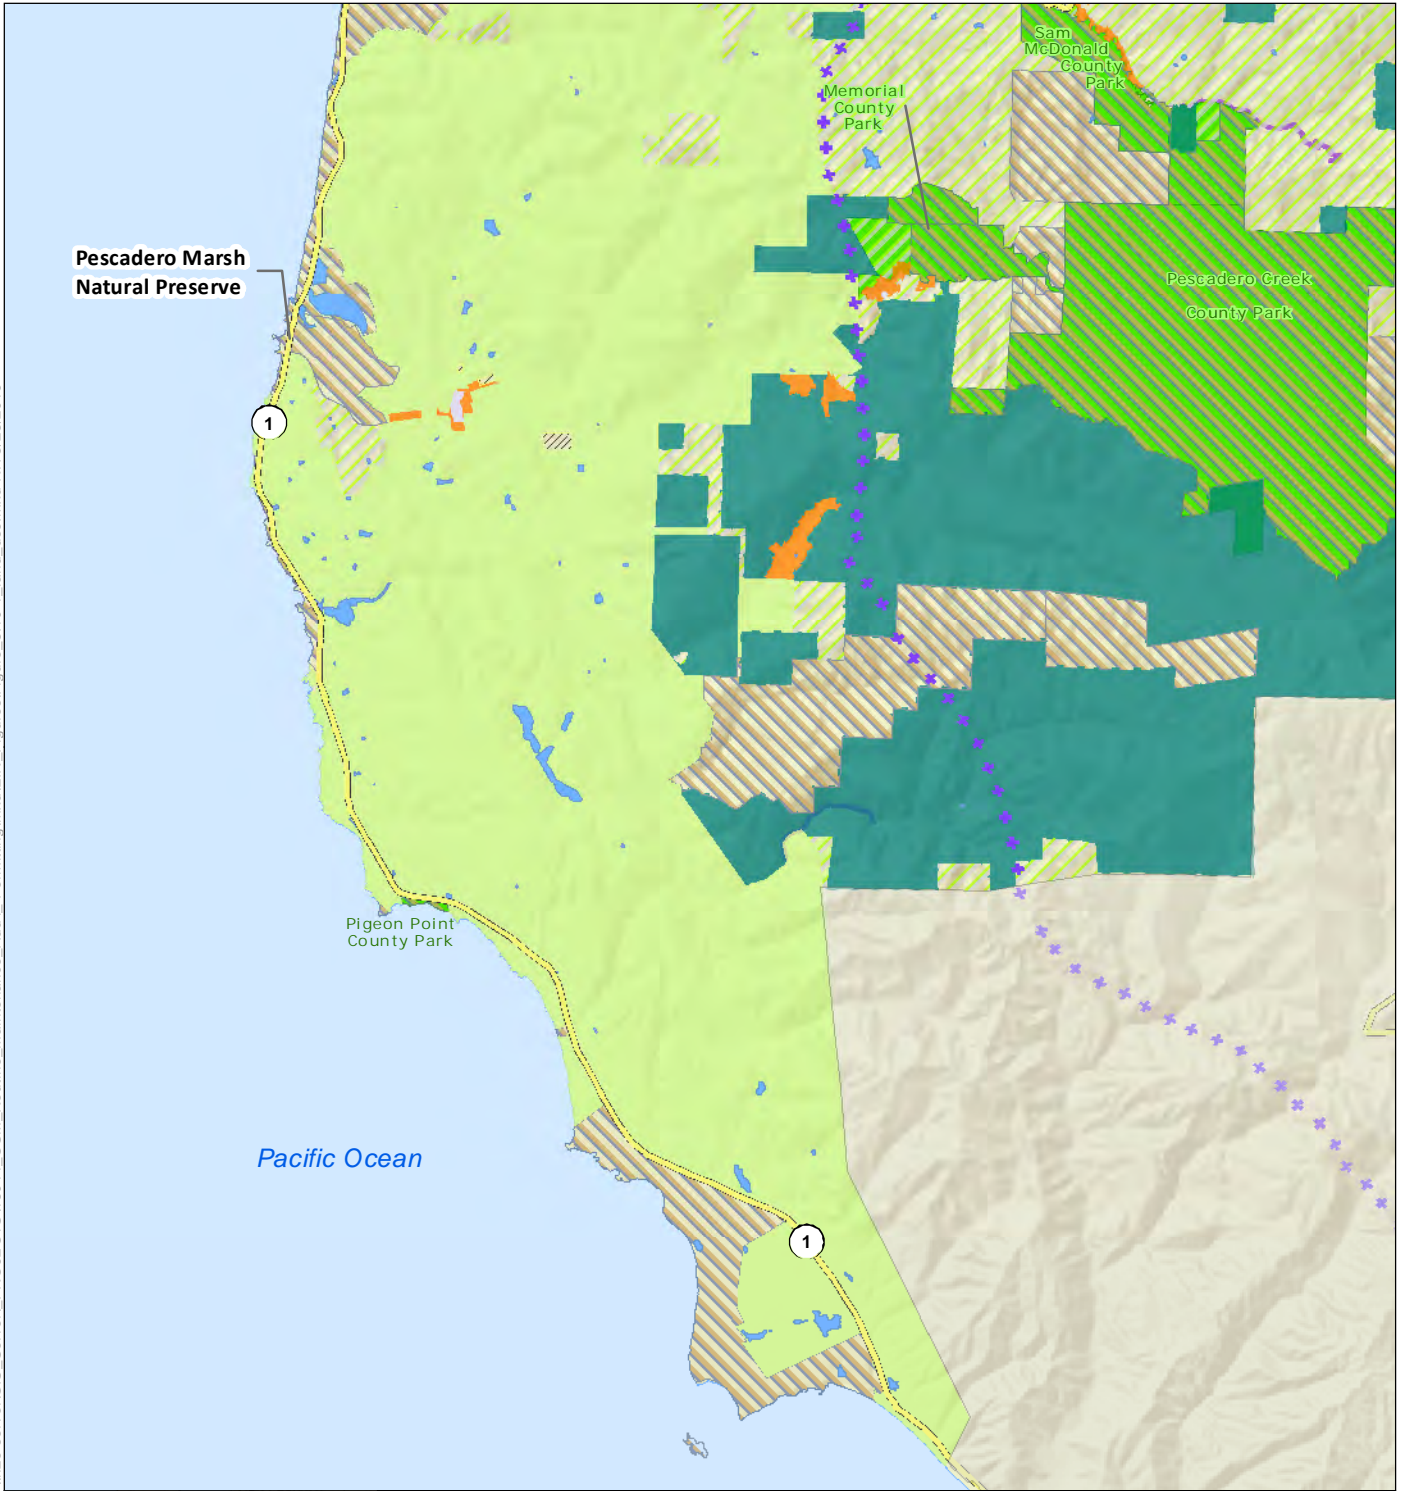 Sam
McDonald
County
Park
Memorial
County
Park
Pescadero Marsh
Natural Preserve
Pescadero Creek
County Park
1
Pigeon Point
County Park
Pacific Ocean
1